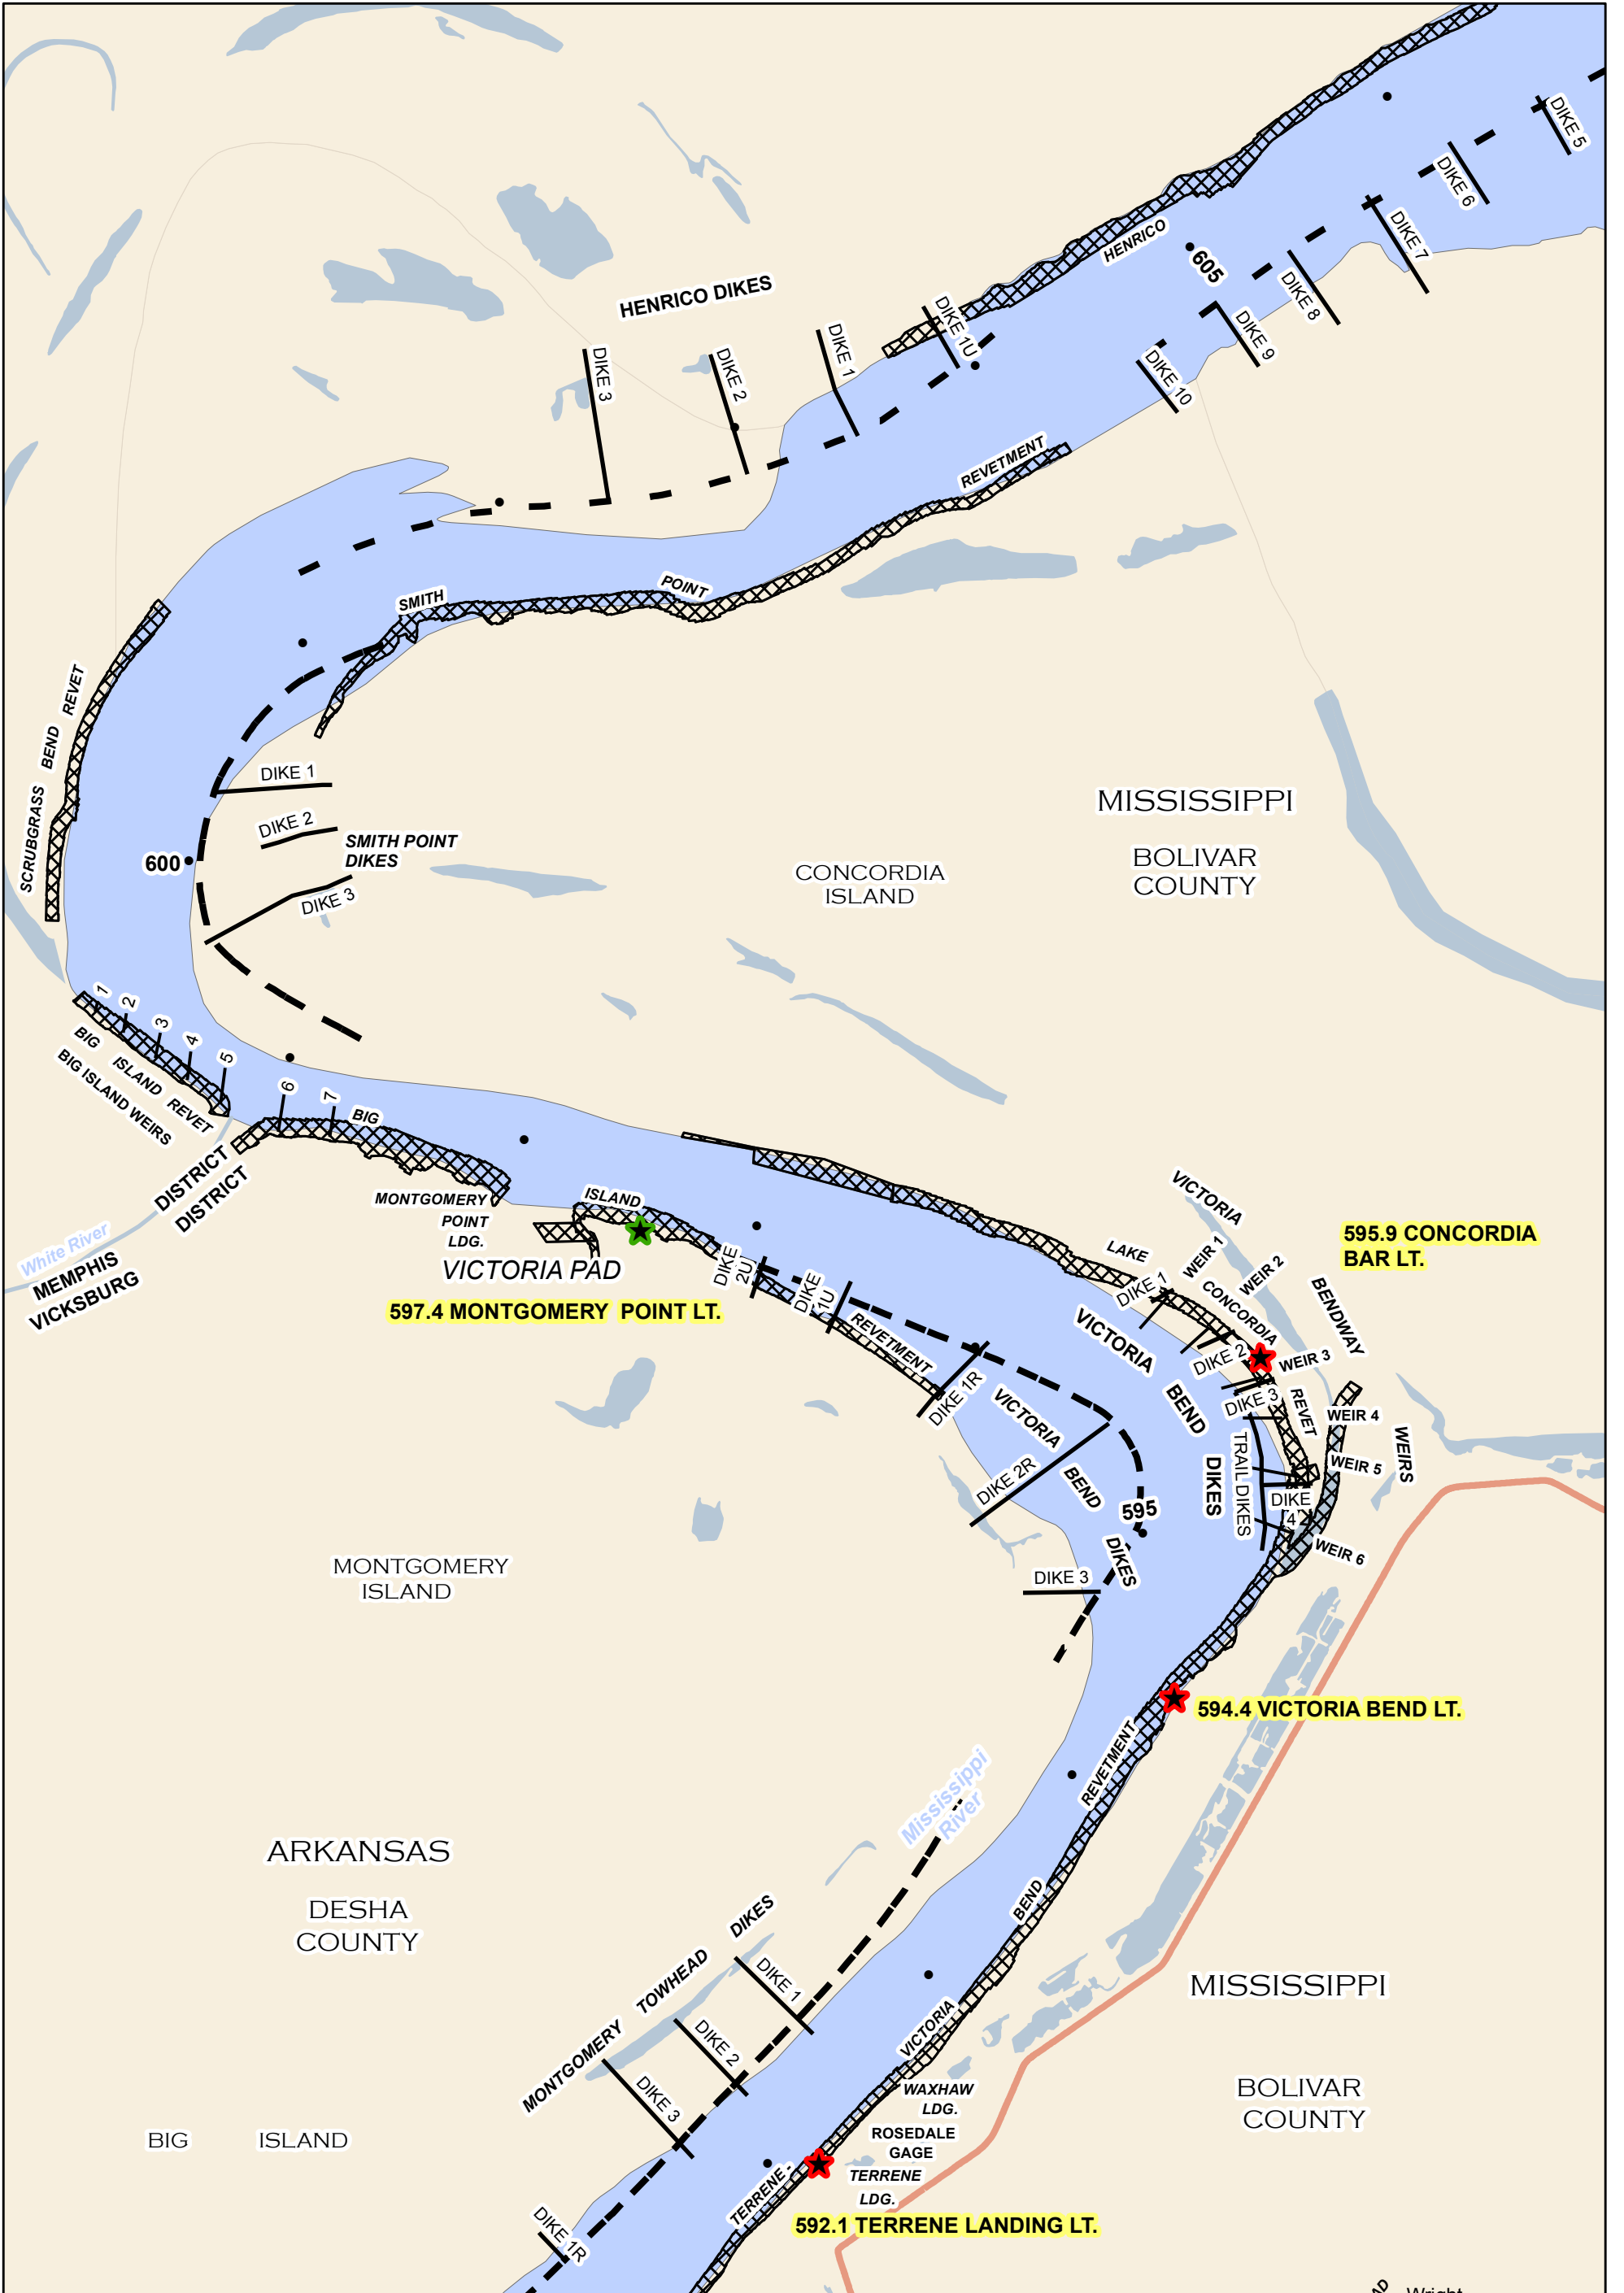 DIKE 5
DIKE 6
DIKE 7
HENRICO
605
DIKE 8
HENRICO DIKES
DIKE 1U
DIKE 9
DIKE 1
DIKE 2
DIKE 3
DIKE 10
REVETMENT
POINT
SMITH
SCRUBGRASS BEND REVET
DIKE 1
DIKE 2
SMITH POINT
DIKES
DIKE 3
600
MISSISSIPPI
BOLIVAR
COUNTY
CONCORDIA
ISLAND
1
2
3
4
5
6
7
BIG ISLAND REVET
BIG ISLAND WEIRS
BIG
DISTRICT
DISTRICT
White River
MEMPHIS
VICKSBURG
MONTGOMERY
POINT
LDG.
ISLAND
VICTORIA PAD
597.4 MONTGOMERY POINT LT.
DIKE
2U
DIKE
1U
REVETMENT
DIKE 1R
VICTORIA
LAKE
WEIR 1
WEIR 2
CONCORDIA
595.9 CONCORDIA
BAR LT.
DIKE 1
BENDWAY
VICTORIA
BEND
DIKES
DIKE 2
WEIR 3
DIKE 3
REVET
WEIR 4
WEIRS
WEIR 5
TRAIL DIKES
DIKE
4
WEIR 6
VICTORIA
BEND
DIKES
DIKE 2R
595
DIKE 3
MONTGOMERY
ISLAND
594.4 VICTORIA BEND LT.
REVETMENT
Mississippi
River
ARKANSAS
DESHA
COUNTY
BEND
MONTGOMERY TOWHEAD DIKES
DIKE 1
DIKE 2
DIKE 3
MISSISSIPPI
VICTORIA
WAXHAW
LDG.
BOLIVAR
COUNTY
BIG ISLAND
ROSEDALE
GAGE
TERRENE
LDG.
TERRENE -
592.1 TERRENE LANDING LT.
DIKE 1R